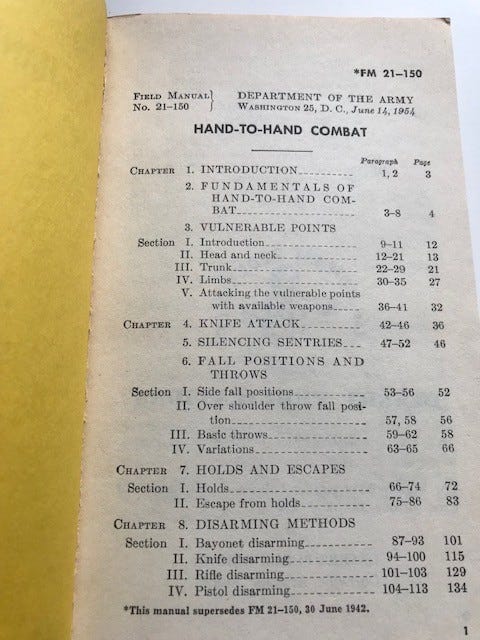 *FM 21-150
Field Manual} DEPARTMENT OF THE ARMY
No. 21-150 Washington 25, D. C., June 14, 1954
HAND-TO-HAND COMBAT
Paragraph Page
Chapter 1. INTRODUCTION 1, 2 3
2. FUNDAMENTALS OF
HAND-TO-HAND COM-
BAT 3-8 4
3. VULNERABLE POINTS
Section I. Introduction 9-11 12
II. Head and neck 12-21 13
III. Trunk 22-29 21
IV. Limbs 30-35 27
V. Attacking the vulnerable points
with available weapons 36-41 32
Chapter 4. KNIFE ATTACK 42-46 36
5. SILENCING SENTRIES 47-52 46
6. FALL POSITIONS AND
THROWS
Section I. Side fall positions 53-56 52
II. Over shoulder throw fall posi-
tion 57, 58 56
III. Basic throws 59-62 58
IV. Variations 63-65 66
Chapter 7. HOLDS AND ESCAPES
Section I. Holds 66-74 72
II. Escape from holds 75-86 83
Chapter 8. DISARMING METHODS
Section I. Bayonet disarming 87-93 101
II. Knife disarming 94-100 115
III. Rifle disarming 101-103 129
IV. Pistol disarming 104-113 134
*This manual supersedes FM 21-150, 30 June 1942.
1